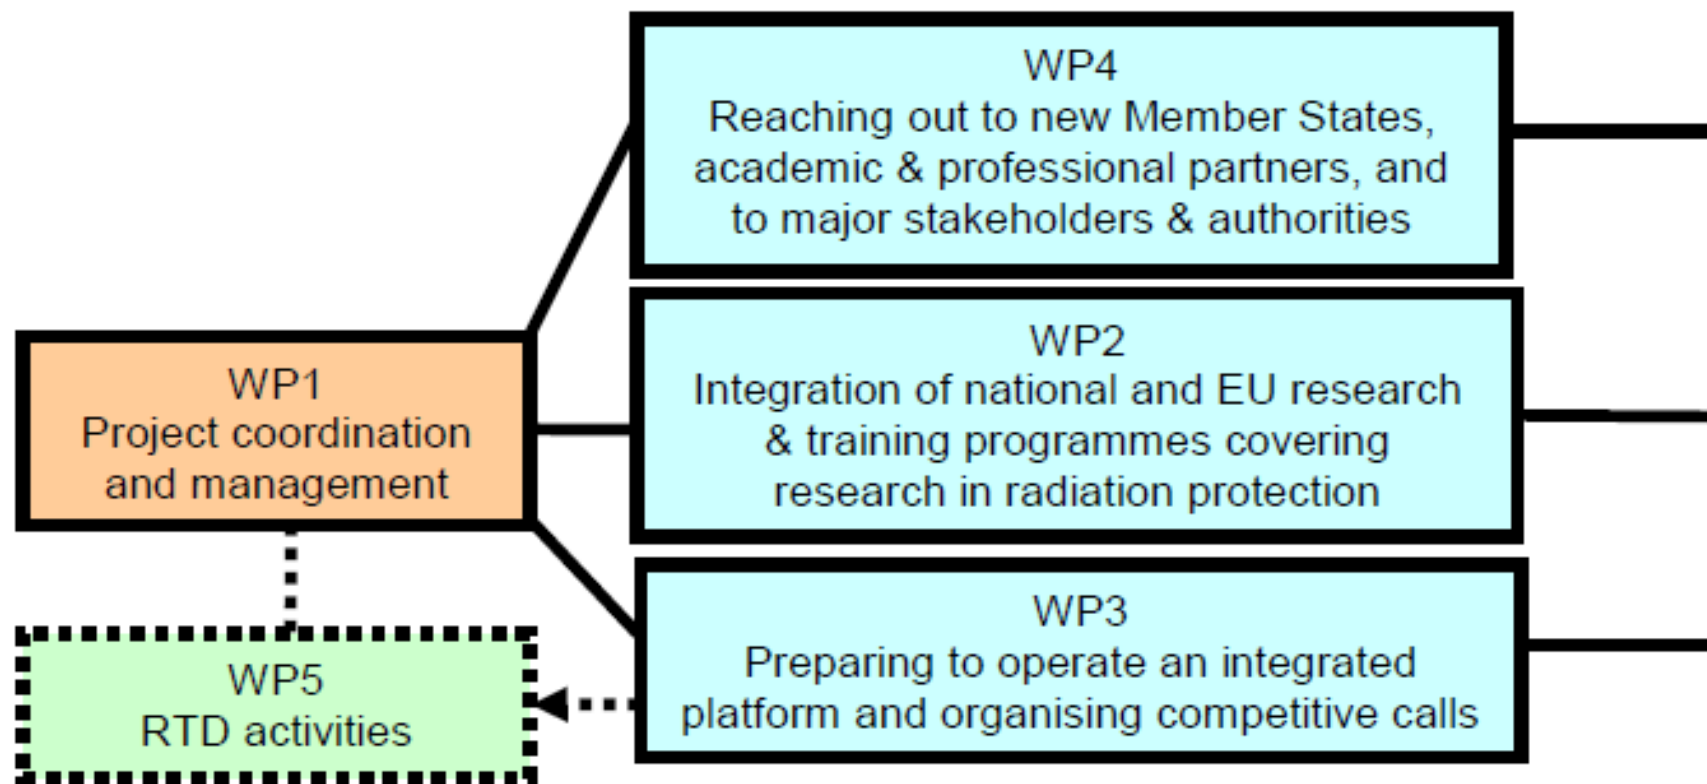 WP4
Reaching out to new Member States,
academic & professional partners, and
to major stakeholders & authorities
WP2
Integration of national and EU research
& training programmes covering
research in radiation protection
WP1
Project coordination
and management
WP3
Preparing to operate an integrated
platform and organising competitive calls
WP5
RTD activities